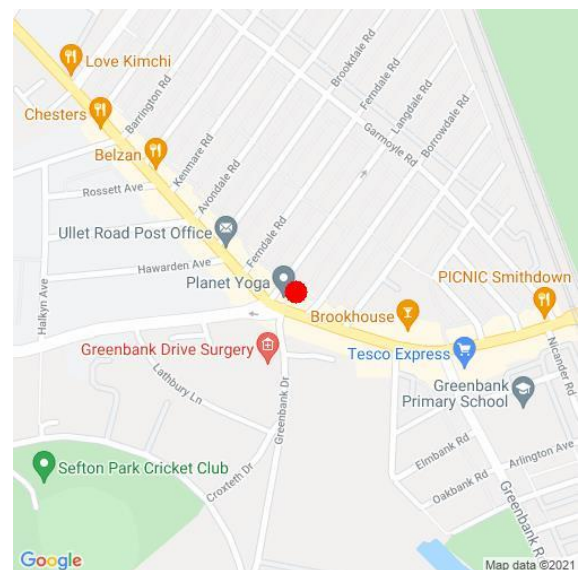 Love Kimchi
Chesters
Barrington Rd
Belzan
Kenmare Rd
Brookdale Rd
Ferndale Rd
Langdale Rd
Garmoyle Rd
Borrowdale Rd
Rossett Ave
Avondale Rd
Ullet Road Post Office
Ferndale Rd
Hawarden Ave
Planet Yoga
PICNIC Smithdown
Halkyn Ave
Brookhouse
Greenbank Drive Surgery
Tesco Express
Nicander Rd
Lathbury Ln
Greenbank Dr
Greenbank
Primary School
Elmbank Rd
Arlington Ave
Sefton Park Cricket Club
Croxteth Dr
Oakbank Rd
Greenbank R
Google
Map data ©2021